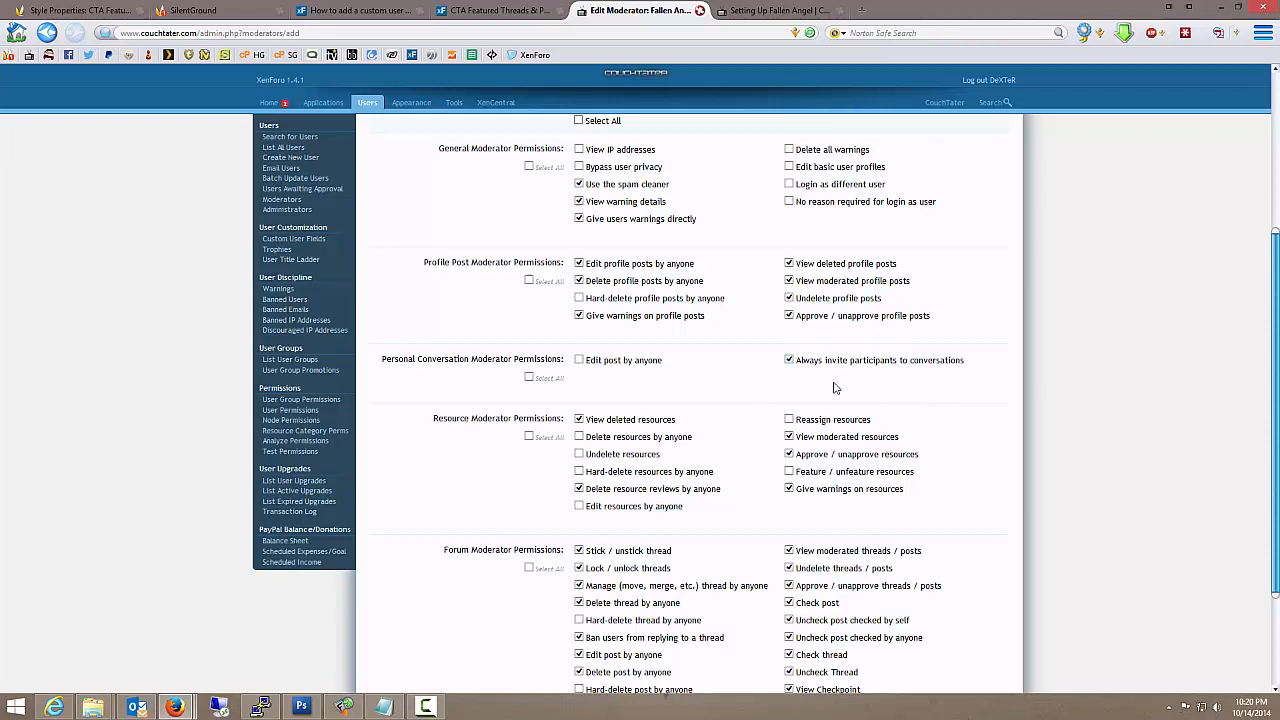 Style Properties: CTA Featu...
SilentGround
How to add a custom user ...
CTA Featured Threads & P...
Edit Moderator: Fallen An...
Setting Up Fallen Angel | C...
www.couchtater.com/admin.php?moderators/add
Norton Safe Search
HG
SG
XenForo
XenForo 1.4.1
COUCHTATER
Log out DeXTeR
Home 2
Applications
Users
Appearance
Tools
XenCentral
CouchTater
Search
Users
Search for Users
List All Users
Create New User
Email Users
Batch Update Users
Users Awaiting Approval
Moderators
Administrators
User Customization
Custom User Fields
Trophies
User Title Ladder
User Discipline
Warnings
Banned Users
Banned Emails
Banned IP Addresses
Discouraged IP Addresses
User Groups
List User Groups
User Group Promotions
Permissions
User Group Permissions
User Permissions
Node Permissions
Resource Category Perms
Analyze Permissions
Test Permissions
User Upgrades
List User Upgrades
List Active Upgrades
List Expired Upgrades
Transaction Log
PayPal Balance/Donations
Balance Sheet
Scheduled Expenses/Goal
Scheduled Income
Select All
General Moderator Permissions:
Select All
View IP addresses
Bypass user privacy
Use the spam cleaner
View warning details
Give users warnings directly
Delete all warnings
Edit basic user profiles
Login as different user
No reason required for login as user
Profile Post Moderator Permissions:
Select All
Edit profile posts by anyone
Delete profile posts by anyone
Hard-delete profile posts by anyone
Give warnings on profile posts
View deleted profile posts
View moderated profile posts
Undelete profile posts
Approve / unapprove profile posts
Personal Conversation Moderator Permissions:
Select All
Edit post by anyone
Always invite participants to conversations
Resource Moderator Permissions:
Select All
View deleted resources
Delete resources by anyone
Undelete resources
Hard-delete resources by anyone
Delete resource reviews by anyone
Edit resources by anyone
Reassign resources
View moderated resources
Approve / unapprove resources
Feature / unfeature resources
Give warnings on resources
Forum Moderator Permissions:
Select All
Stick / unstick thread
Lock / unlock threads
Manage (move, merge, etc.) thread by anyone
Delete thread by anyone
Hard-delete thread by anyone
Ban users from replying to a thread
Edit post by anyone
Delete post by anyone
Hard-delete post by anyone
View moderated threads / posts
Undelete threads / posts
Approve / unapprove threads / posts
Check post
Uncheck post checked by self
Uncheck post checked by anyone
Check thread
Uncheck Thread
View Checkpoint
10:20 PM
10/14/2014